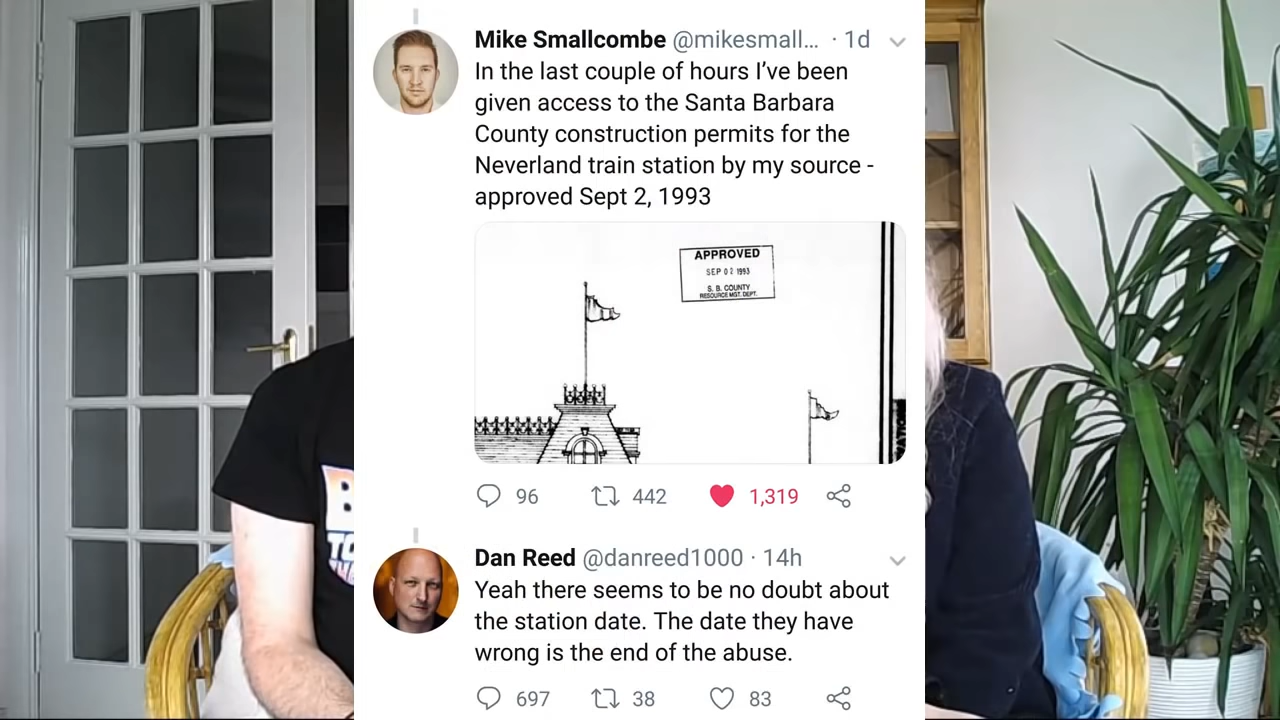 Mike Smallcombe @mikesmall... · 1d
In the last couple of hours I've been
given access to the Santa Barbara
County construction permits for the
Neverland train station by my source -
approved Sept 2, 1993
APPROVED
SEP 02 1993
S. B. COUNTY
RESOURCE MGT. DEPT.
96 442 1,319
Dan Reed @danreed1000 · 14h
Yeah there seems to be no doubt about
the station date. The date they have
wrong is the end of the abuse.
697 38 83